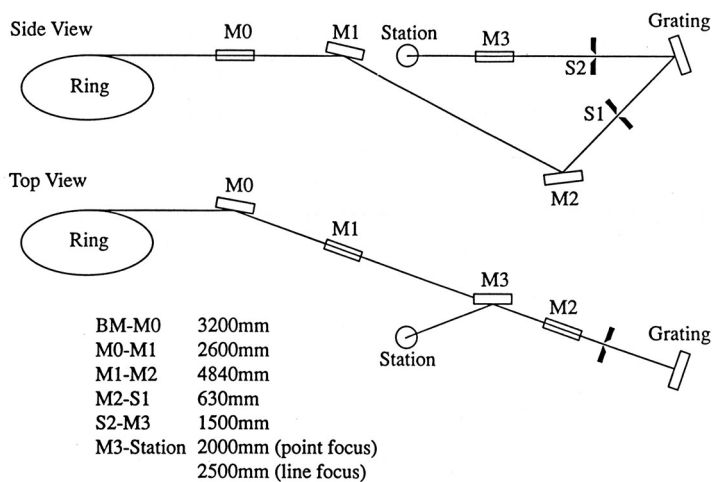 Side View
M0
M1
Station
M3
Grating
Ring
S2
S1
M2
Top View
M0
Ring
M1
M3
M2
Station
Grating
BM-M0 3200mm
M0-M1 2600mm
M1-M2 4840mm
M2-S1 630mm
S2-M3 1500mm
M3-Station 2000mm (point focus)
2500mm (line focus)